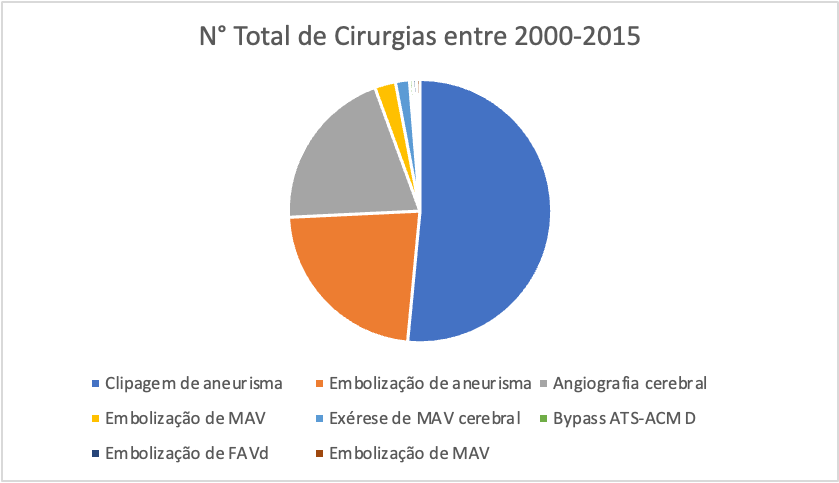 N° Total de Cirurgias entre 2000-2015
Clipagem de aneurisma Embolização de aneurisma Angiografia cerebral
Embolização de MAV Exérese de MAV cerebral Bypass ATS-ACM D
Embolização de FAVd Embolização de MAV